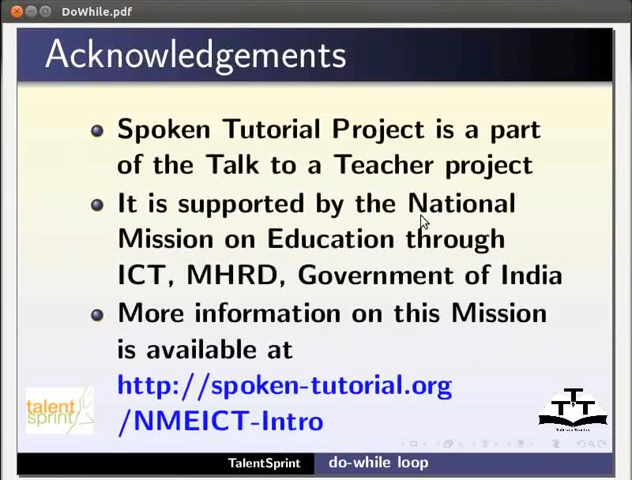 DoWhile.pdf
Acknowledgements
Spoken Tutorial Project is a part
of the Talk to a Teacher project
It is supported by the National
Mission on Education through
ICT, MHRD, Government of India
More information on this Mission
is available at
http://spoken-tutorial.org
/NMEICT-Intro
talent
sprint
TalentSprint
do-while loop